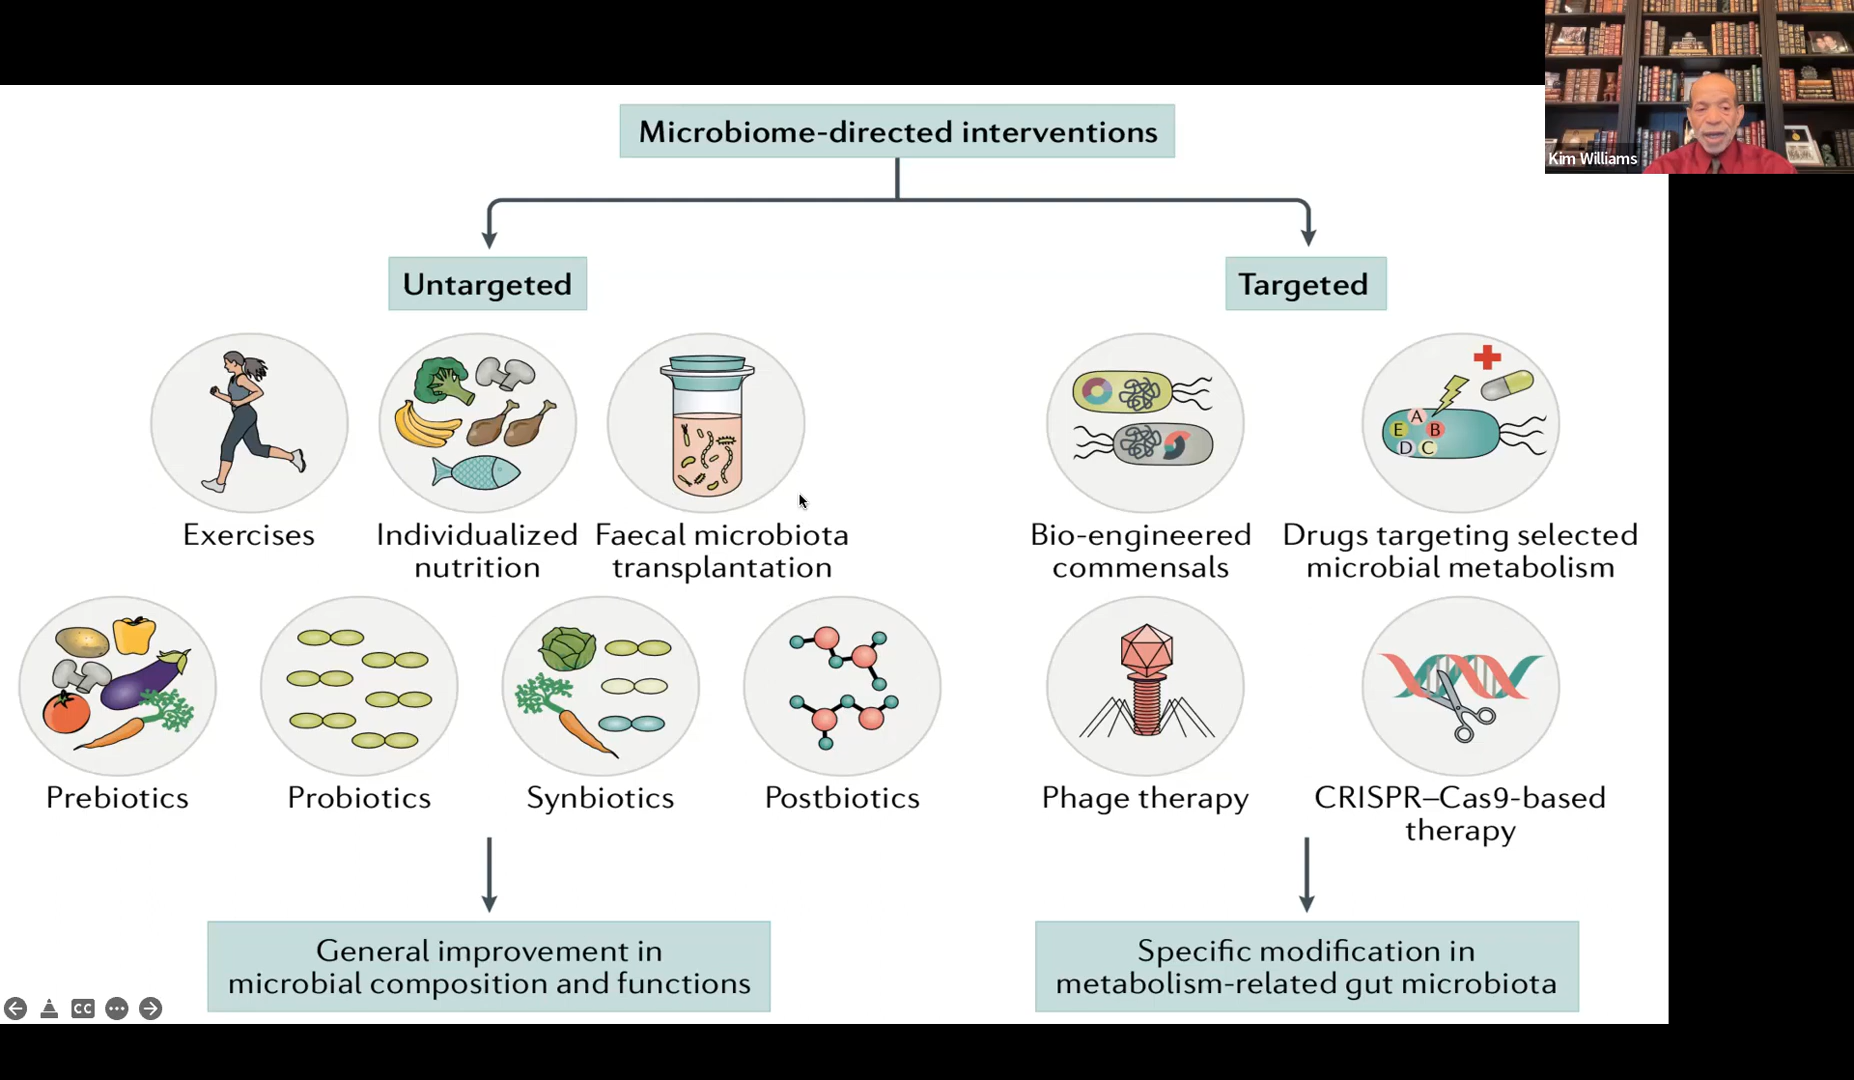 Kim Williams
Microbiome-directed interventions
Untargeted
Targeted
Exercises
Individualized
nutrition
Faecal microbiota
transplantation
Bio-engineered
commensals
A
E
B
D
C
Drugs targeting selected
microbial metabolism
Prebiotics
Probiotics
Synbiotics
Postbiotics
Phage therapy
CRISPR–Cas9-based
therapy
General improvement in
microbial composition and functions
Specific modification in
metabolism-related gut microbiota
CC